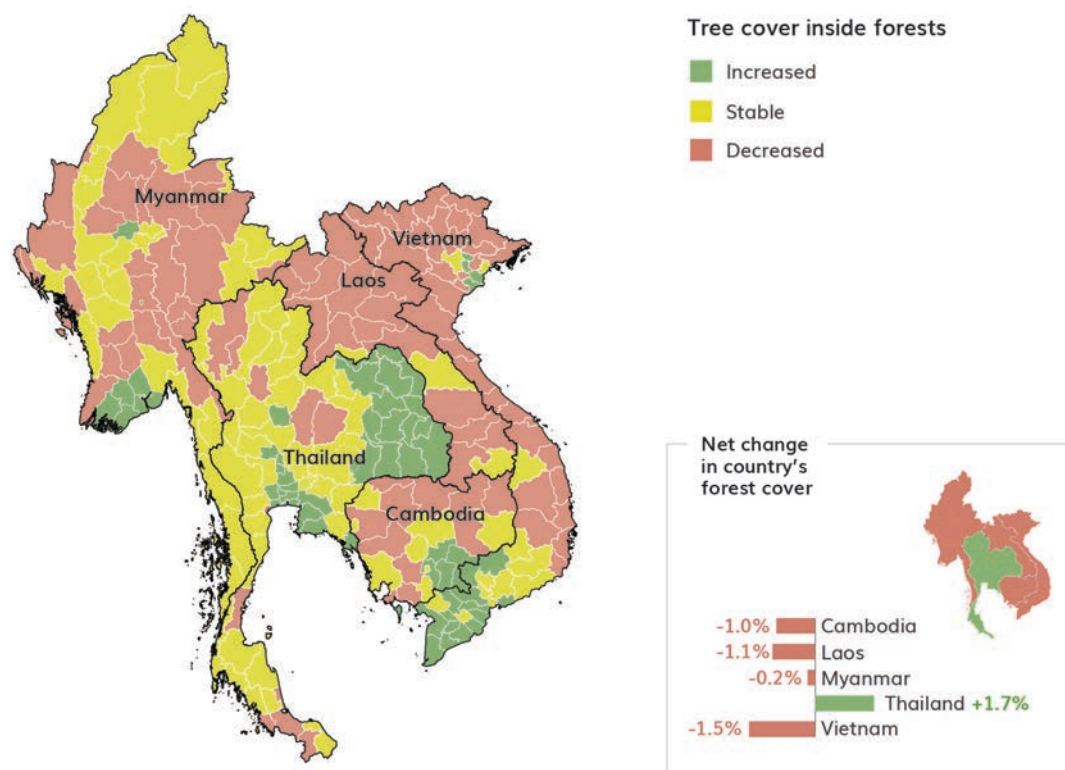 Tree cover inside forests
Increased
Stable
Decreased
Myanmar
Vietnam
Laos
Thailand
Cambodia
Net change
in country's
forest cover
-1.0% Cambodia
-1.1% Laos
-0.2% Myanmar
Thailand +1.7%
-1.5% Vietnam